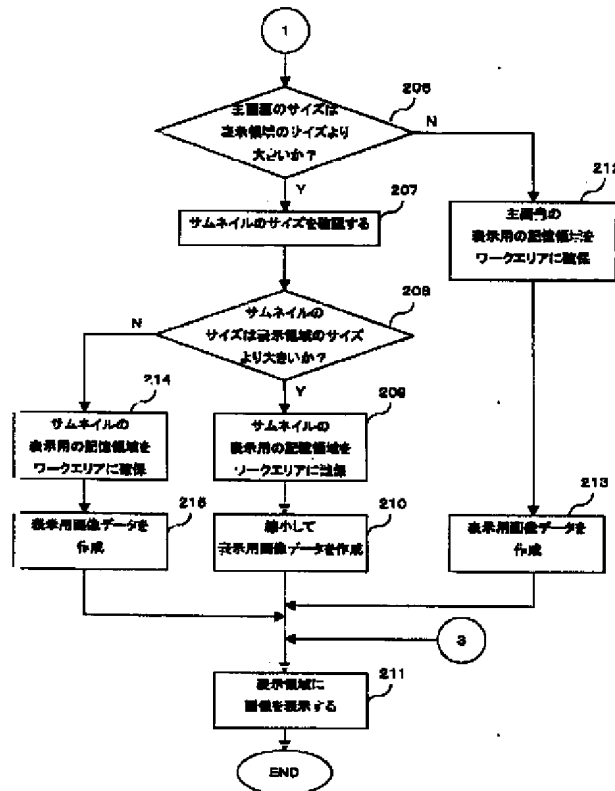 1
206
主画面のサイズは
表示領域のサイズより
大きいか？
N
Y
207
サムネイルのサイズを確認する
212
主画面の
表示用の記憶領域を
ワークエリアに確保
208
サムネイルの
サイズは表示領域のサイズ
より大きいか？
N
Y
214
サムネイルの
表示用の記憶領域を
ワークエリアに確保
209
サムネイルの
表示用の記憶領域を
ワークエリアに確保
215
表示用画像データを
作成
210
縮小して
表示用画像データを作成
213
表示用画像データを
作成
3
211
表示領域に
画像を表示する
END